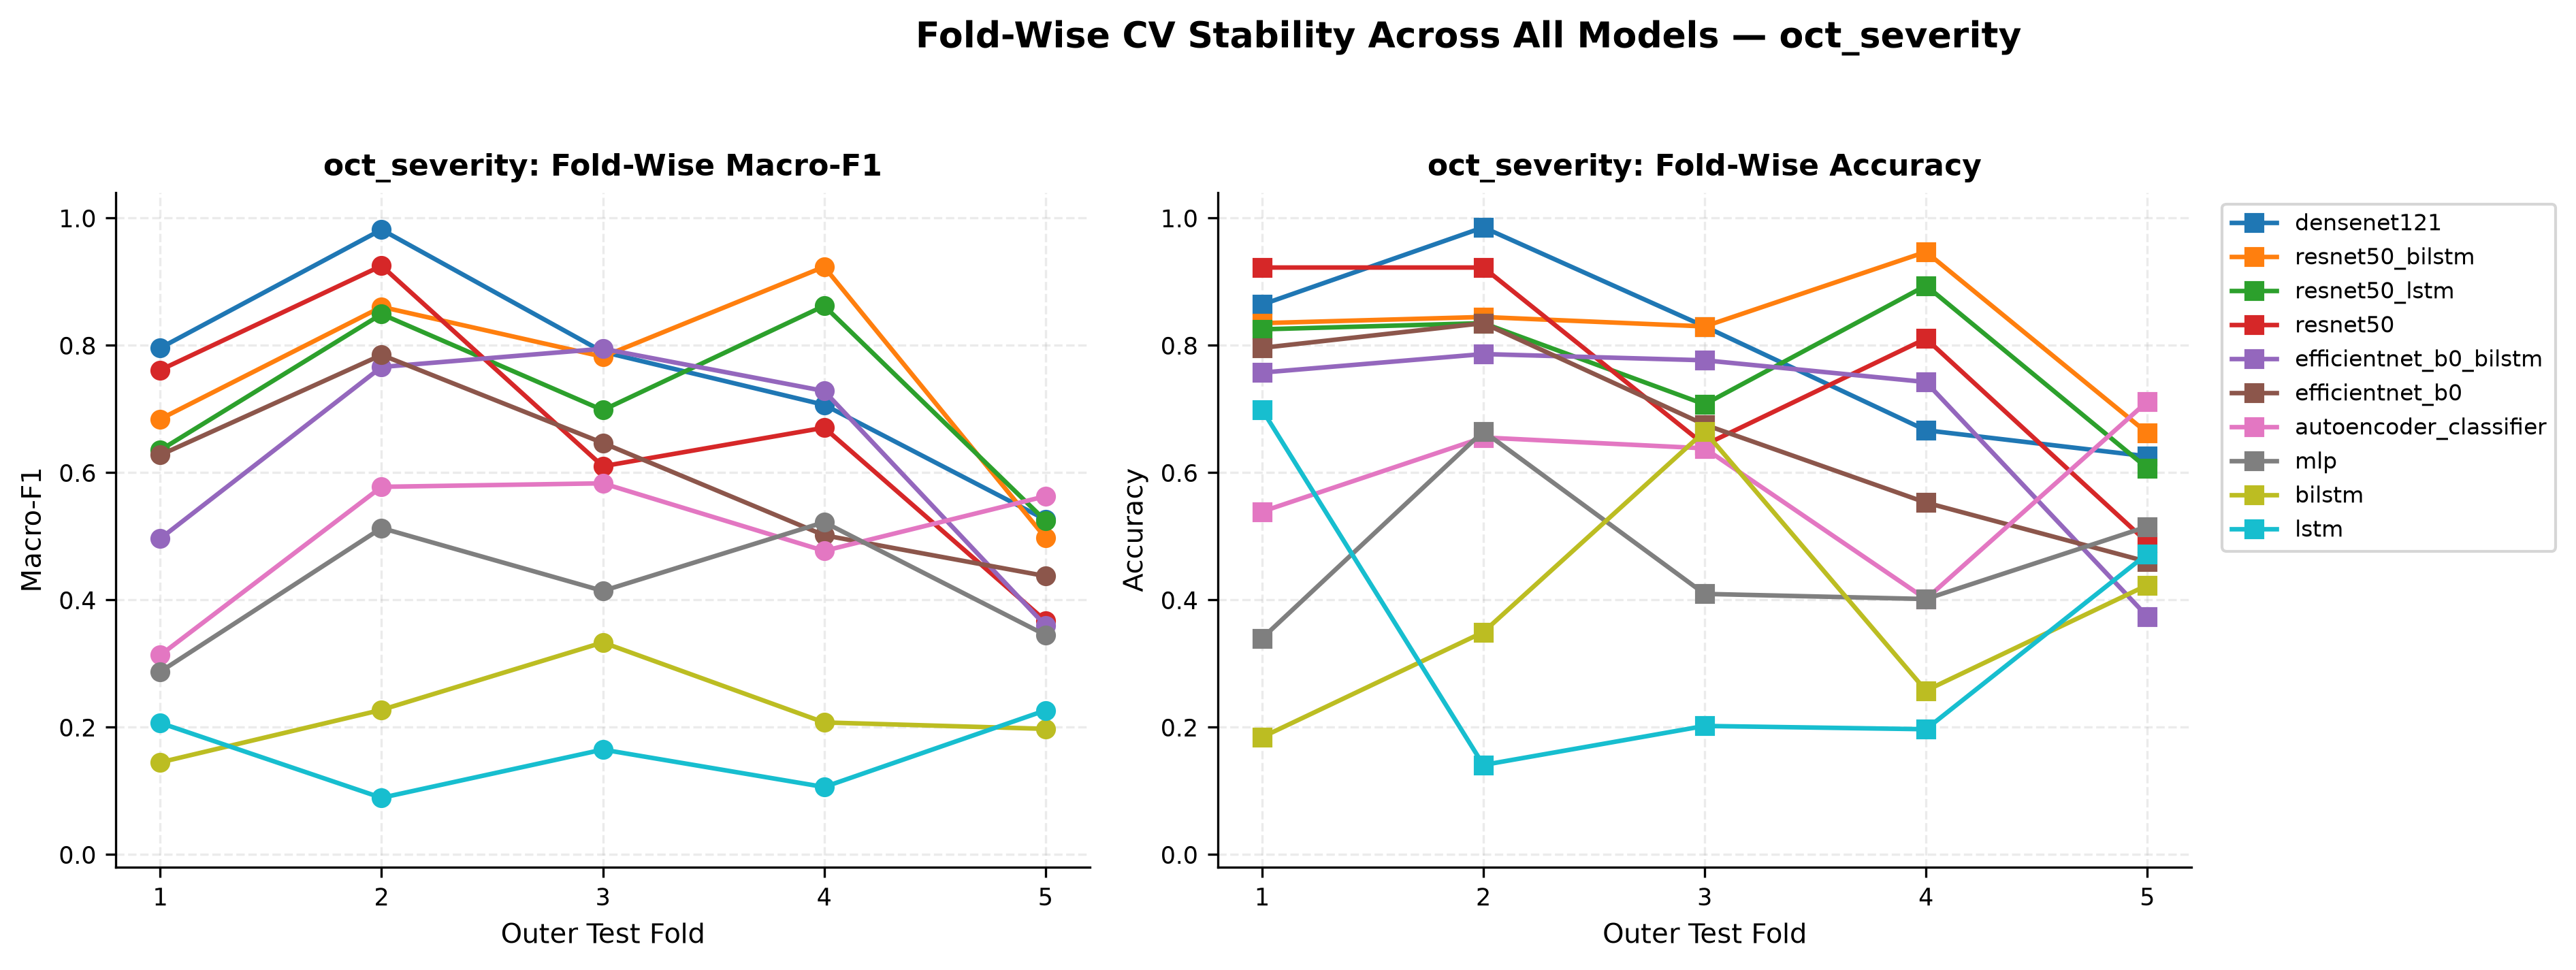 Fold-Wise CV Stability Across All Models — oct_severity
oct_severity: Fold-Wise Macro-F1
Macro-F1
1.0
0.8
0.6
0.4
0.2
0.0
1 2 3 4 5
Outer Test Fold
oct_severity: Fold-Wise Accuracy
Accuracy
1.0
0.8
0.6
0.4
0.2
0.0
1 2 3 4 5
Outer Test Fold
densenet121
resnet50_bilstm
resnet50_lstm
resnet50
efficientnet_b0_bilstm
efficientnet_b0
autoencoder_classifier
mlp
bilstm
lstm